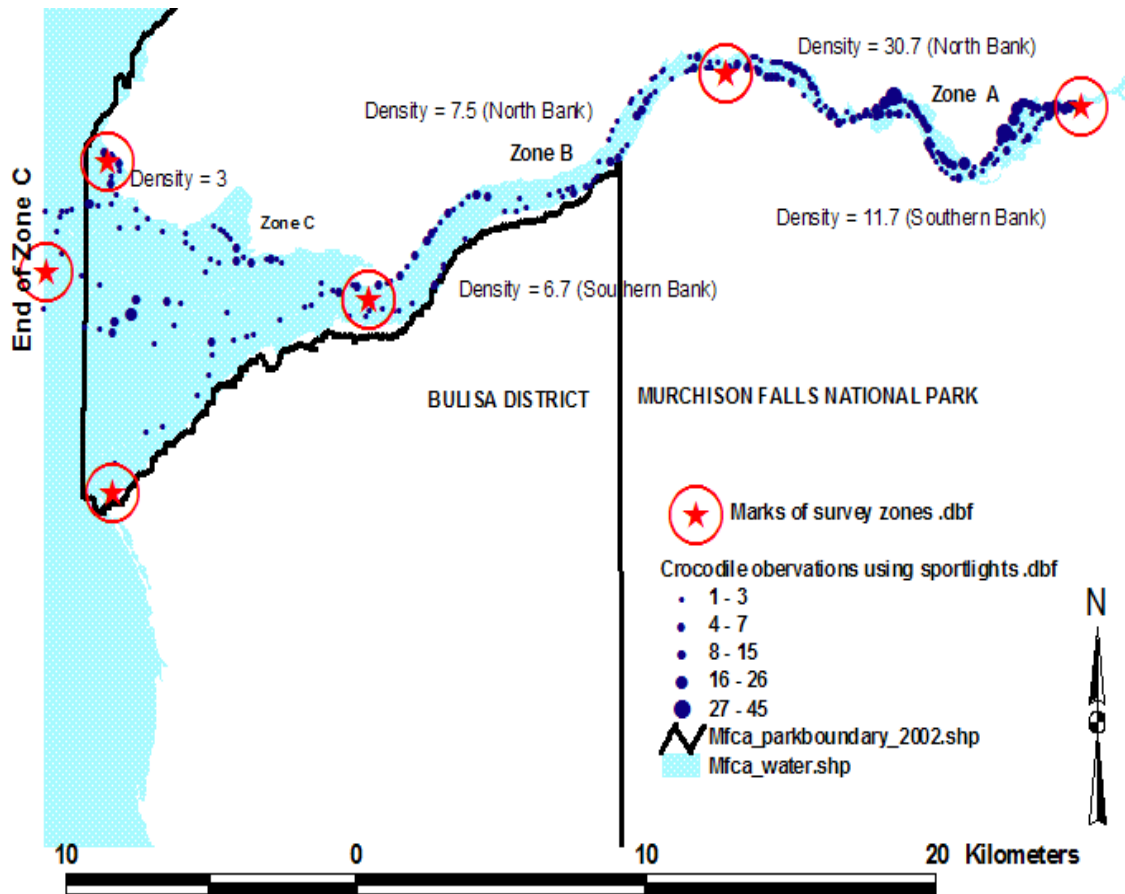 Density = 30.7 (North Bank)
Zone A
Density = 7.5 (North Bank)
Zone B
Density = 3
Zone C
Density = 11.7 (Southern Bank)
End of Zone C
Density = 6.7 (Southern Bank)
BULISA DISTRICT
MURCHISON FALLS NATIONAL PARK
Marks of survey zones .dbf
Crocodile obervations using sportlights .dbf
1 - 3
4 - 7
8 - 15
16 - 26
27 - 45
Mfca_parkboundary_2002.shp
Mfca_water.shp
N
10 0 10 20 Kilometers